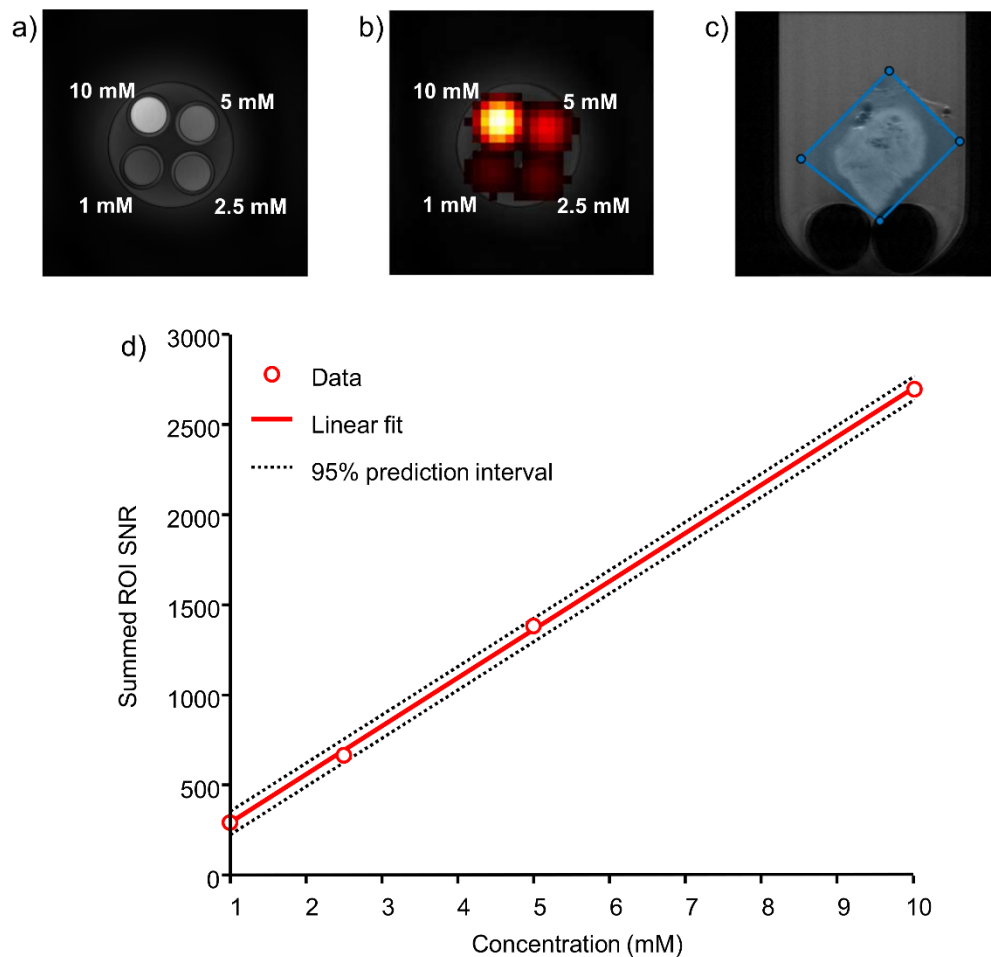 a)
10 mM
5 mM
1 mM
2.5 mM
b)
10 mM
5 mM
1 mM
2.5 mM
c)
d)
Data
Linear fit
95% prediction interval
Summed ROI SNR
3000
2500
2000
1500
1000
500
0
1 2 3 4 5 6 7 8 9 10
Concentration (mM)